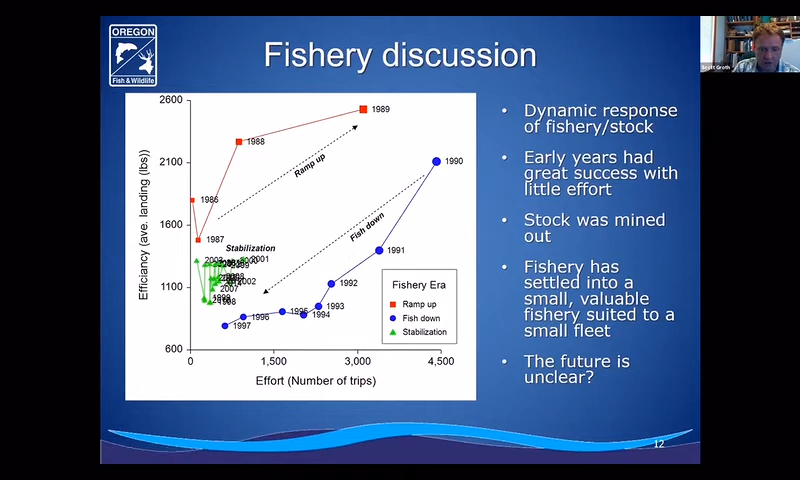 OREGON
Fish & Wildlife
Fishery discussion
Scott Groth
2600
2100
1600
1100
600
Efficiency (ave. landing (lbs))
0
1,500
3,000
4,500
Effort (Number of trips)
1986
1987
1988
1989
Ramp up
1990
Fish down
1991
1992
1993
1994
1995
1996
1997
Stabilization
2003
2000
2001
2002
2007
1998
Fishery Era
Ramp up
Fish down
Stabilization
• Dynamic response
of fishery/stock
• Early years had
great success with
little effort
• Stock was mined
out
• Fishery has
settled into a
small, valuable
fishery suited to a
small fleet
• The future is
unclear?
12